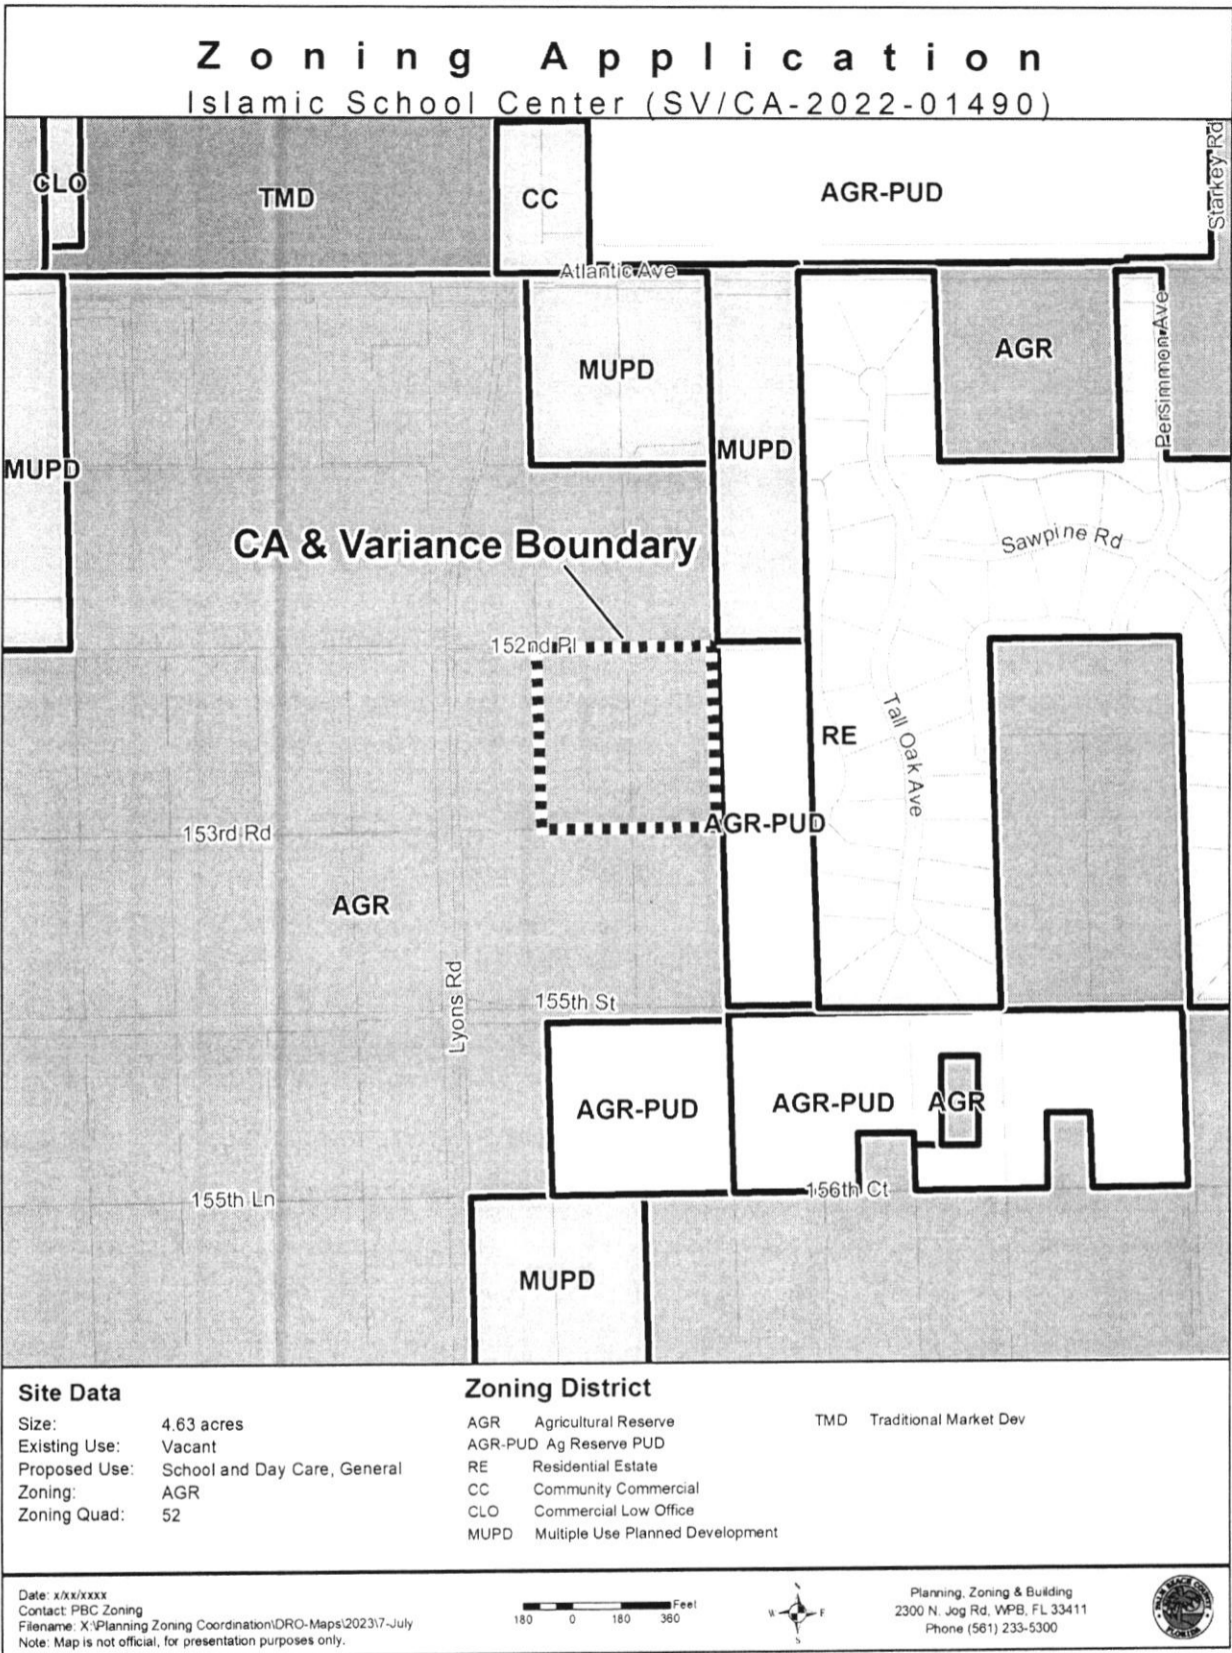 Zoning Application
Islamic School Center (SV/CA-2022-01490)
CLO
TMD
CC
AGR-PUD
Starkey Rd
Atlantic Ave
MUPD
AGR
Persimmon Ave
MUPD
MUPD
CA & Variance Boundary
Sawpine Rd
152nd Pl
Tall Oak Ave
RE
153rd Rd
AGR-PUD
AGR
Lyons Rd
155th St
AGR-PUD
AGR-PUD
AGR
155th Ln
156th Ct
MUPD
Site Data
Size: 4.63 acres
Existing Use: Vacant
Proposed Use: School and Day Care, General
Zoning: AGR
Zoning Quad: 52
Zoning District
AGR Agricultural Reserve
AGR-PUD Ag Reserve PUD
RE Residential Estate
CC Community Commercial
CLO Commercial Low Office
MUPD Multiple Use Planned Development
TMD Traditional Market Dev
Date: x/xx/xxxx
Contact: PBC Zoning
Filename: X:\Planning Zoning Coordination\DRO-Maps\2023\7-July
Note: Map is not official, for presentation purposes only.
180 0 180 360 Feet
N
W E
S
Planning, Zoning & Building
2300 N. Jog Rd, WPB, FL 33411
Phone (561) 233-5300
PALM BEACH COUNTY
FLORIDA